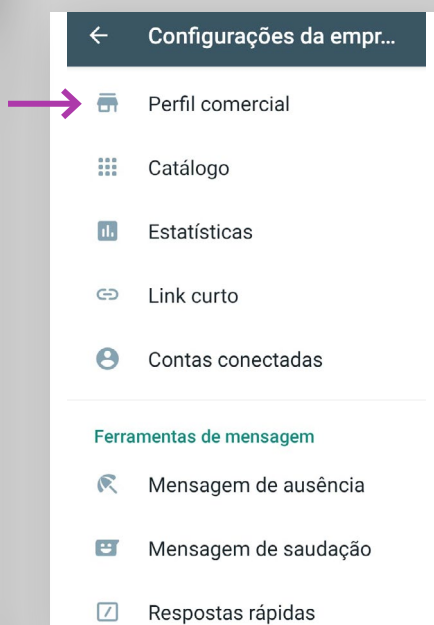 Configurações da empr...
Perfil comercial
Catálogo
Estatísticas
Link curto
Contas conectadas
Ferramentas de mensagem
Mensagem de ausência
Mensagem de saudação
Respostas rápidas